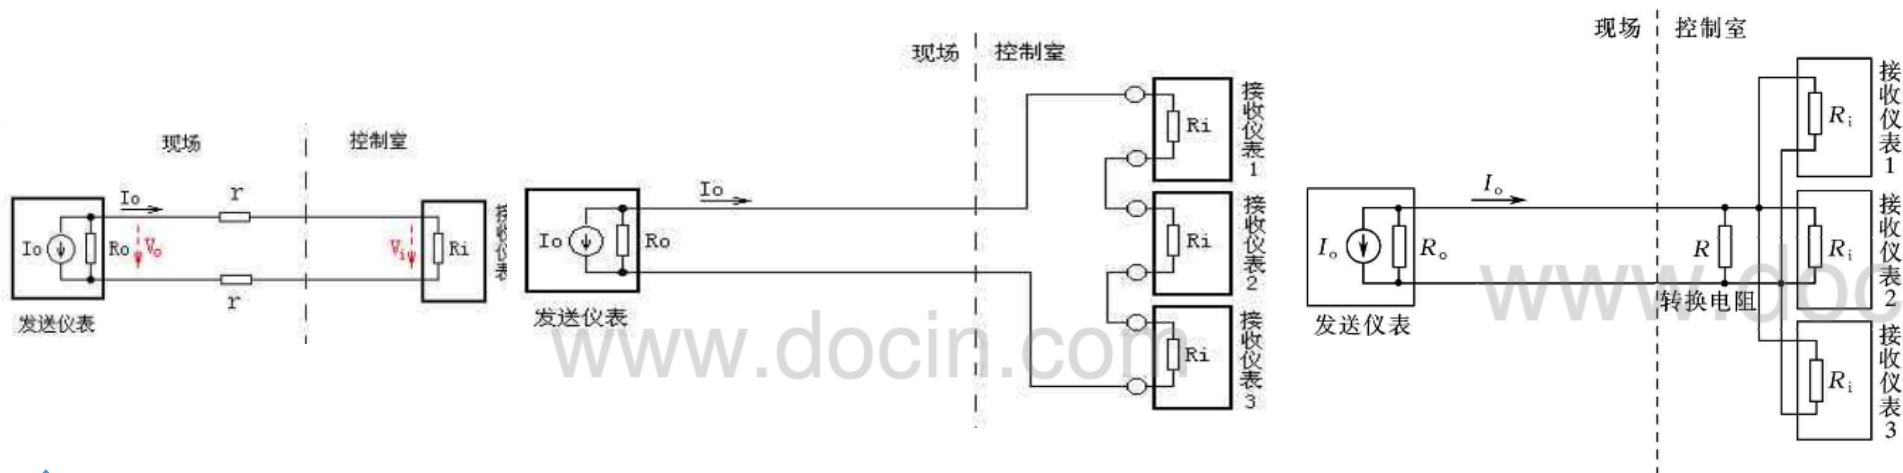 现场
控制室
Io
r
Io
Ro
Vo
Vi
Ri
接收仪表
r
发送仪表
现场
控制室
Io
Io
Ro
发送仪表
Ri
接收仪表1
Ri
接收仪表2
Ri
接收仪表3
www.docin.com
现场
控制室
Io
Io
Ro
发送仪表
R
转换电阻
Ri
接收仪表1
Ri
接收仪表2
Ri
接收仪表3
www.doc